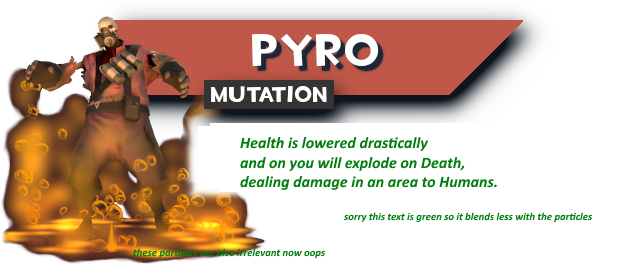 PYRO
MUTATION
Health is lowered drastically
and on you will explode on Death,
dealing damage in an area to Humans.
sorry this text is green so it blends less with the particles
these particles are also irrelevant now oops